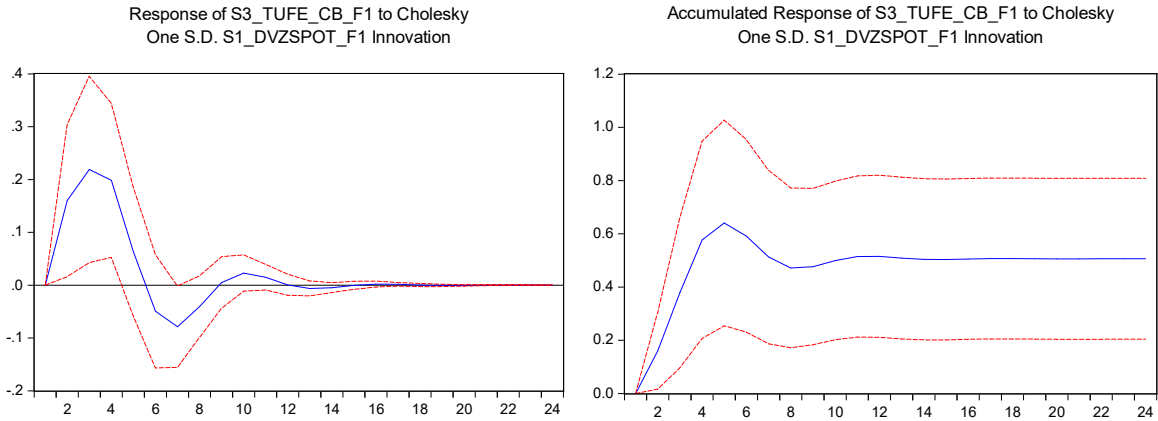 Response of S3_TUFE_CB_F1 to Cholesky
One S.D. S1_DVZSPOT_F1 Innovation
.4
.3
.2
.1
.0
-.1
-.2
2 4 6 8 10 12 14 16 18 20 22 24
Accumulated Response of S3_TUFE_CB_F1 to Cholesky
One S.D. S1_DVZSPOT_F1 Innovation
1.2
1.0
0.8
0.6
0.4
0.2
0.0
2 4 6 8 10 12 14 16 18 20 22 24